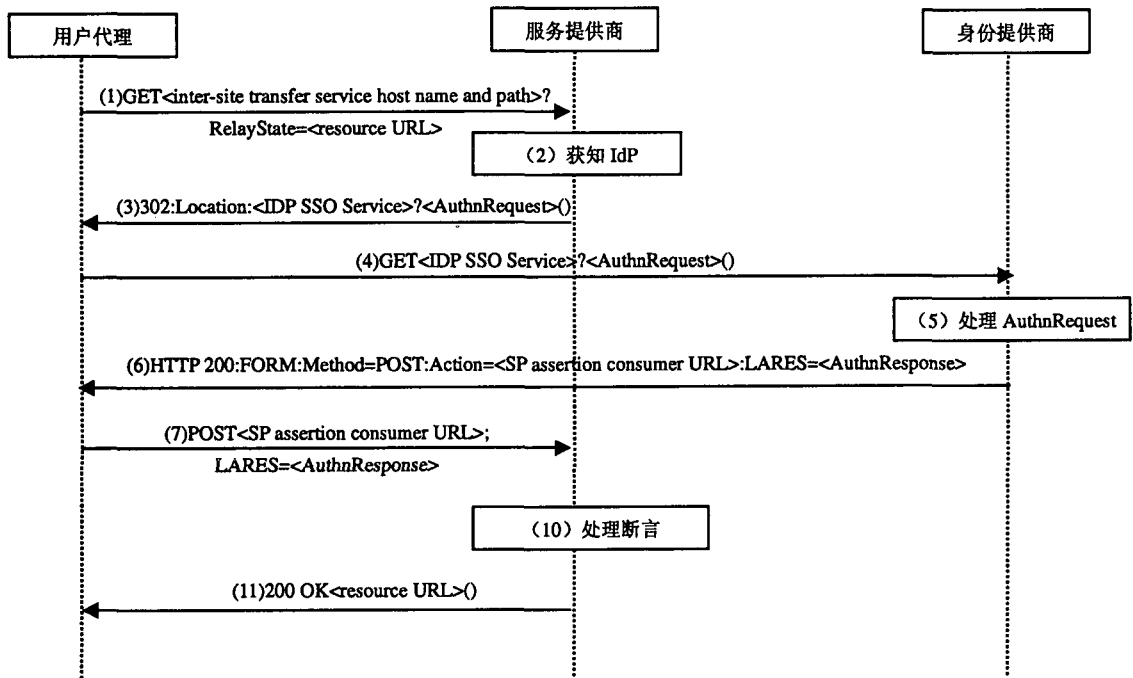 用户代理
服务提供商
身份提供商
(1)GET<inter-site transfer service host name and path>?
RelayState=<resource URL>
（2）获知 IdP
(3)302:Location:<IDP SSO Service>?<AuthnRequest>()
(4)GET<IDP SSO Service>?<AuthnRequest>()
（5）处理 AuthnRequest
(6)HTTP 200:FORM:Method=POST:Action=<SP assertion consumer URL>:LARES=<AuthnResponse>
(7)POST<SP assertion consumer URL>;
LARES=<AuthnResponse>
（10）处理断言
(11)200 OK<resource URL>()